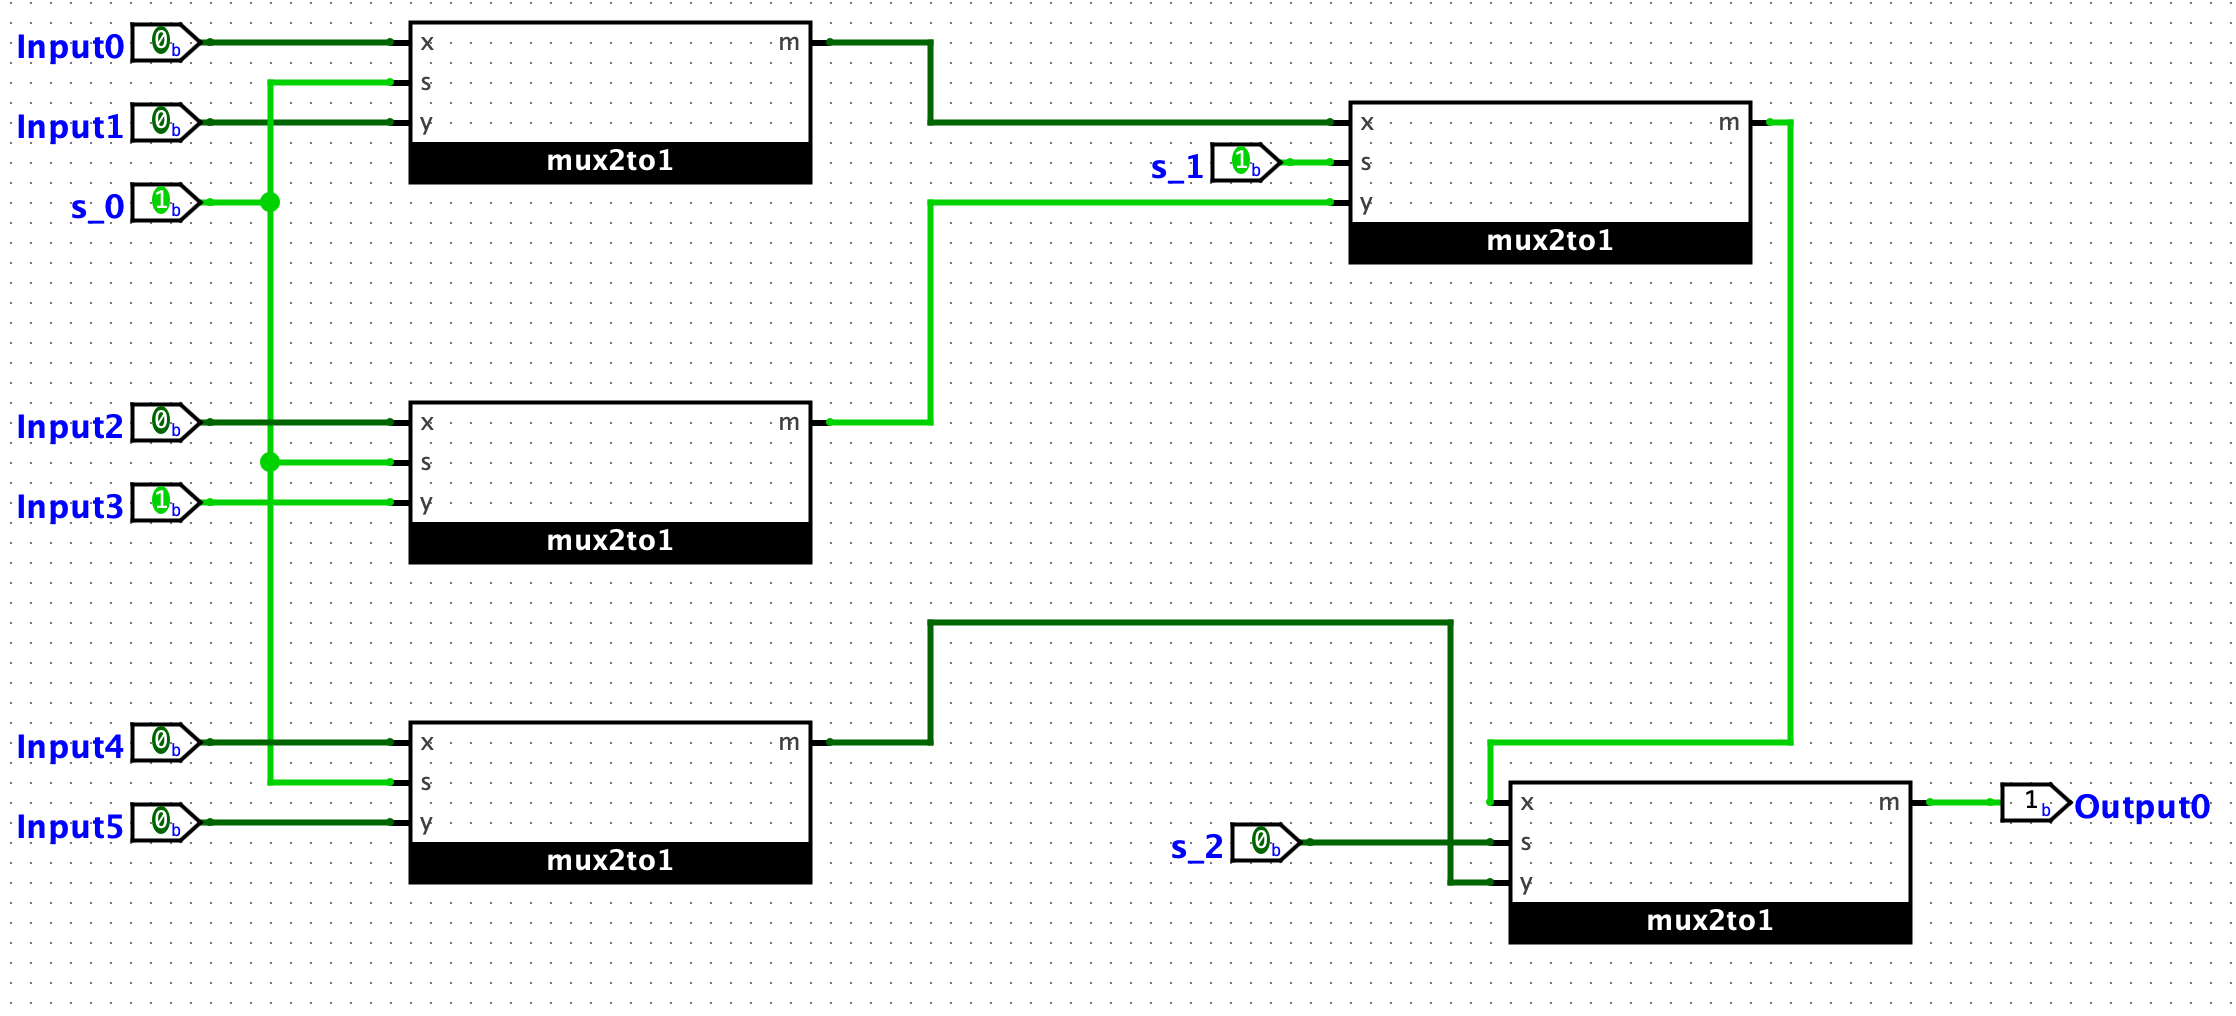 Input0 0b x m
s
Input1 0b y
mux2to1
s_0 1b
x m
s_1 1b s
y
mux2to1
Input2 0b x m
s
Input3 1b y
mux2to1
Input4 0b x m
s
Input5 0b y
mux2to1
x m 1b Output0
s_2 0b s
y
mux2to1